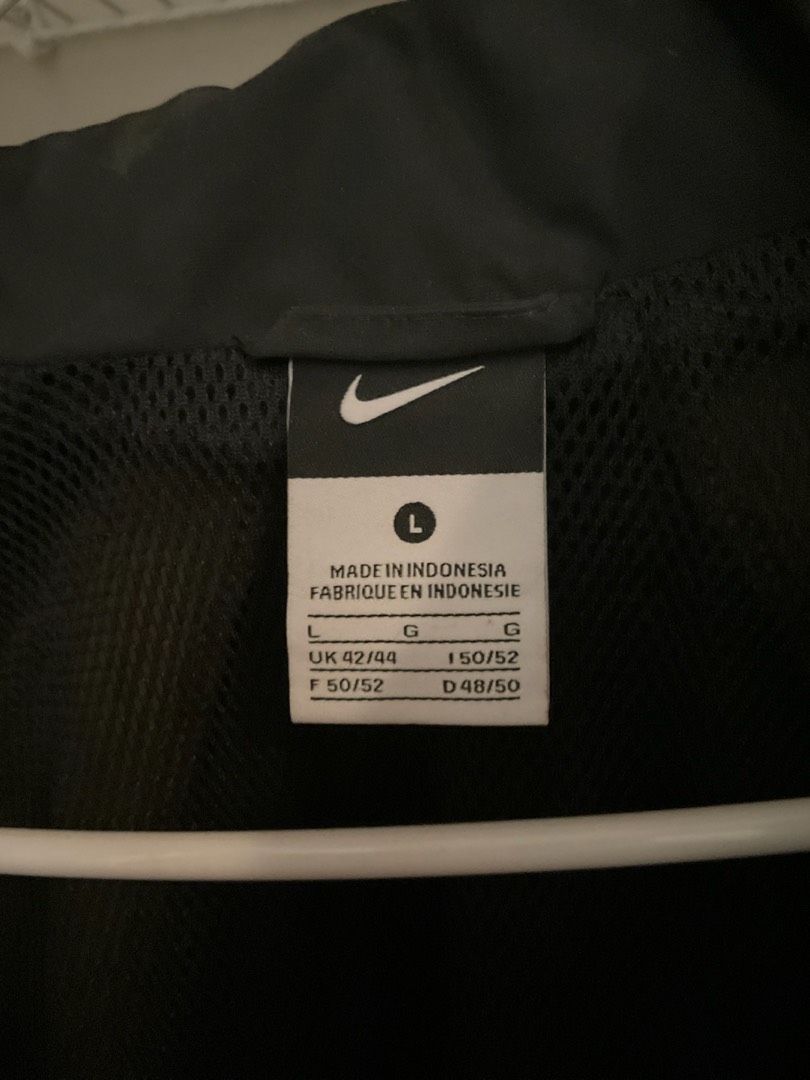 L
MADE IN INDONESIA
FABRIQUE EN INDONESIE
L G G
UK 42/44 I 50/52
F 50/52 D 48/50